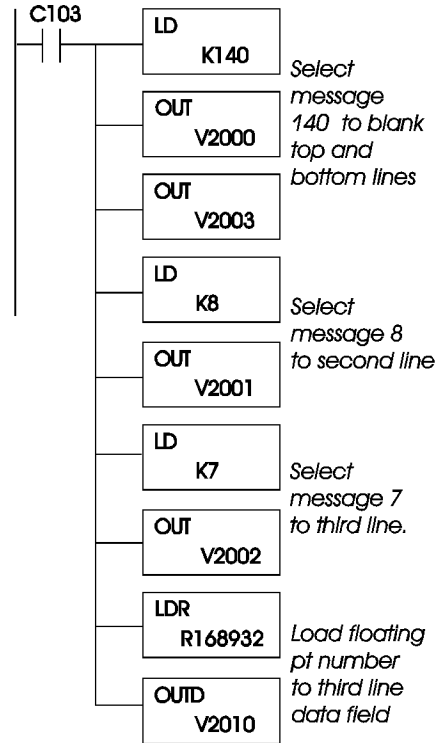 C103
LD
K140
Select
message
140 to blank
top and
bottom lines
OUT
V2000
OUT
V2003
LD
K8
Select
message 8
to second line
OUT
V2001
LD
K7
Select
message 7
to third line.
OUT
V2002
LDR
R168932
Load floating
pt number
to third line
data field
OUTD
V2010